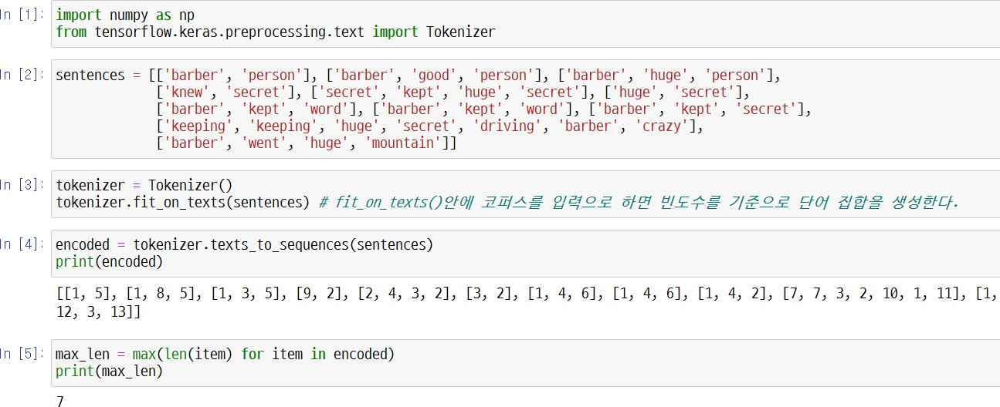 In [1]:
import numpy as np
from tensorflow.keras.preprocessing.text import Tokenizer
In [2]:
sentences = [['barber', 'person'], ['barber', 'good', 'person'], ['barber', 'huge', 'person'],
['knew', 'secret'], ['secret', 'kept', 'huge', 'secret'], ['huge', 'secret'],
['barber', 'kept', 'word'], ['barber', 'kept', 'word'], ['barber', 'kept', 'secret'],
['keeping', 'keeping', 'huge', 'secret', 'driving', 'barber', 'crazy'],
['barber', 'went', 'huge', 'mountain']]
In [3]:
tokenizer = Tokenizer()
tokenizer.fit_on_texts(sentences) # fit_on_texts()안에 코퍼스를 입력으로 하면 빈도수를 기준으로 단어 집합을 생성한다.
In [4]:
encoded = tokenizer.texts_to_sequences(sentences)
print(encoded)
[[1, 5], [1, 8, 5], [1, 3, 5], [9, 2], [2, 4, 3, 2], [3, 2], [1, 4, 6], [1, 4, 6], [1, 4, 2], [7, 7, 3, 2, 10, 1, 11], [1,
12, 3, 13]]
In [5]:
max_len = max(len(item) for item in encoded)
print(max_len)
7